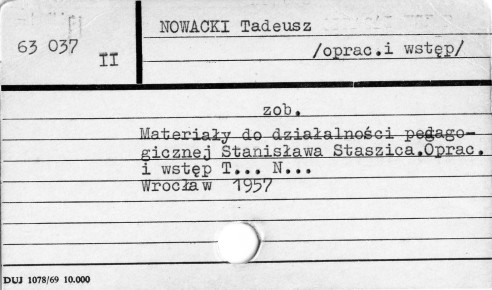 63 037
II
NOWACKI Tadeusz
/oprac.i wstęp/
zob.
Materiały do działalności pedago-
gicznej Stanisława Staszica.Oprac.
i wstęp T... N...
Wrocław 1957
DUJ 1078/69 10.000